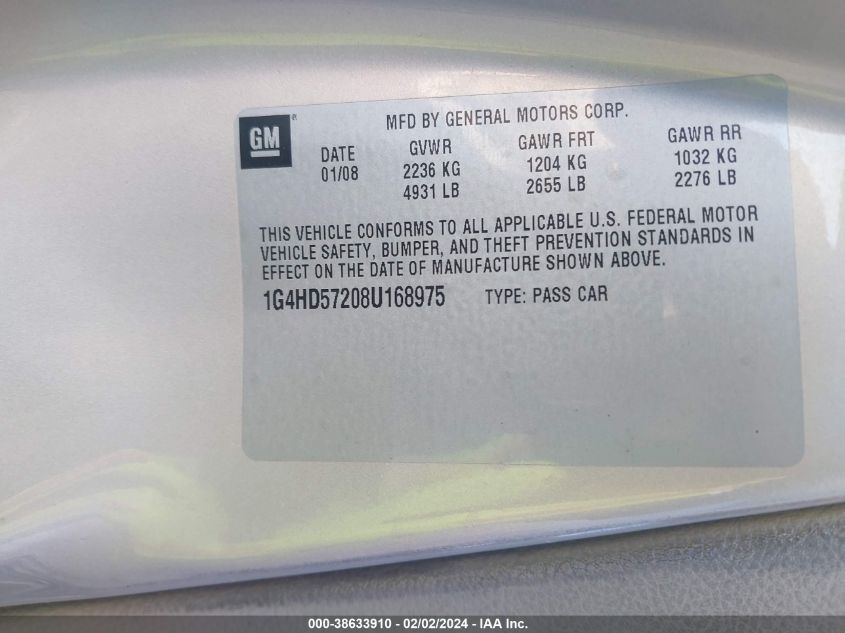 GM
MFD BY GENERAL MOTORS CORP.
DATE GVWR GAWR FRT GAWR RR
01/08 2236 KG 1204 KG 1032 KG
4931 LB 2655 LB 2276 LB
THIS VEHICLE CONFORMS TO ALL APPLICABLE U.S. FEDERAL MOTOR
VEHICLE SAFETY, BUMPER, AND THEFT PREVENTION STANDARDS IN
EFFECT ON THE DATE OF MANUFACTURE SHOWN ABOVE.
1G4HD57208U168975 TYPE: PASS CAR
000-38633910 - 02/02/2024 - IAA Inc.